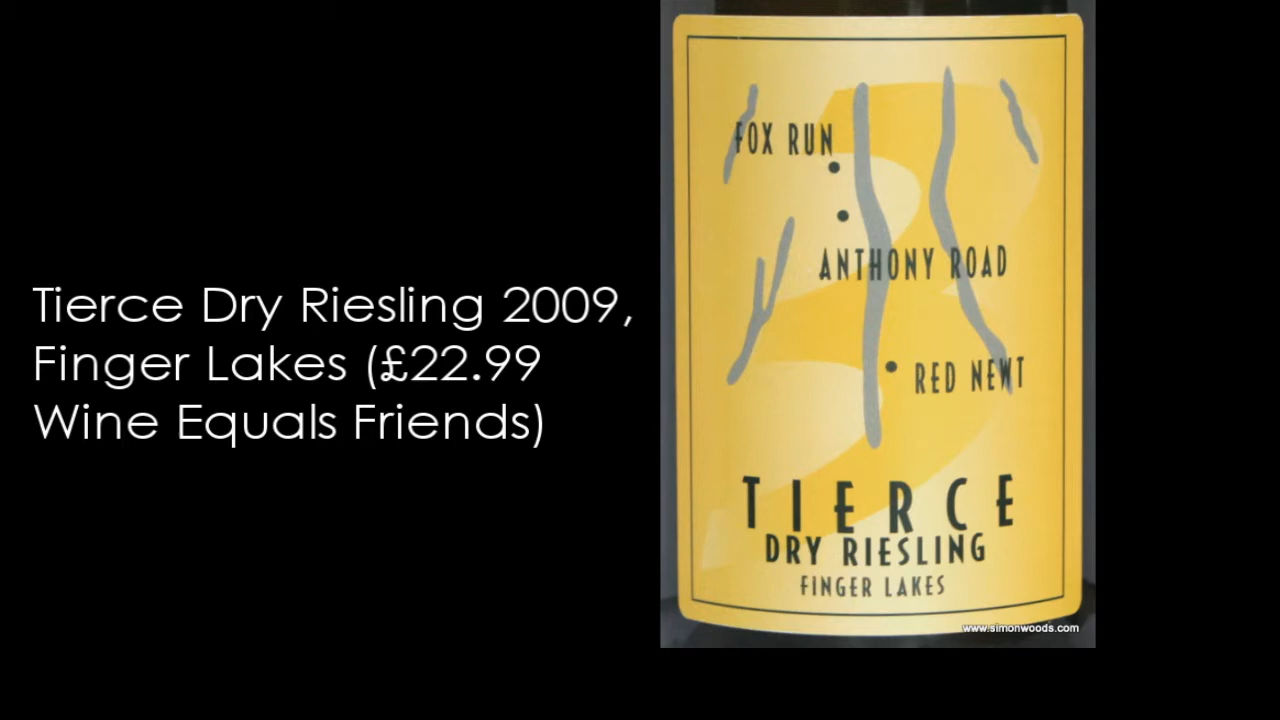 Tierce Dry Riesling 2009,
Finger Lakes (£22.99
Wine Equals Friends)
FOX RUN
ANTHONY ROAD
RED NEWT
TIERCE
DRY RIESLING
FINGER LAKES
www.simonwoods.com